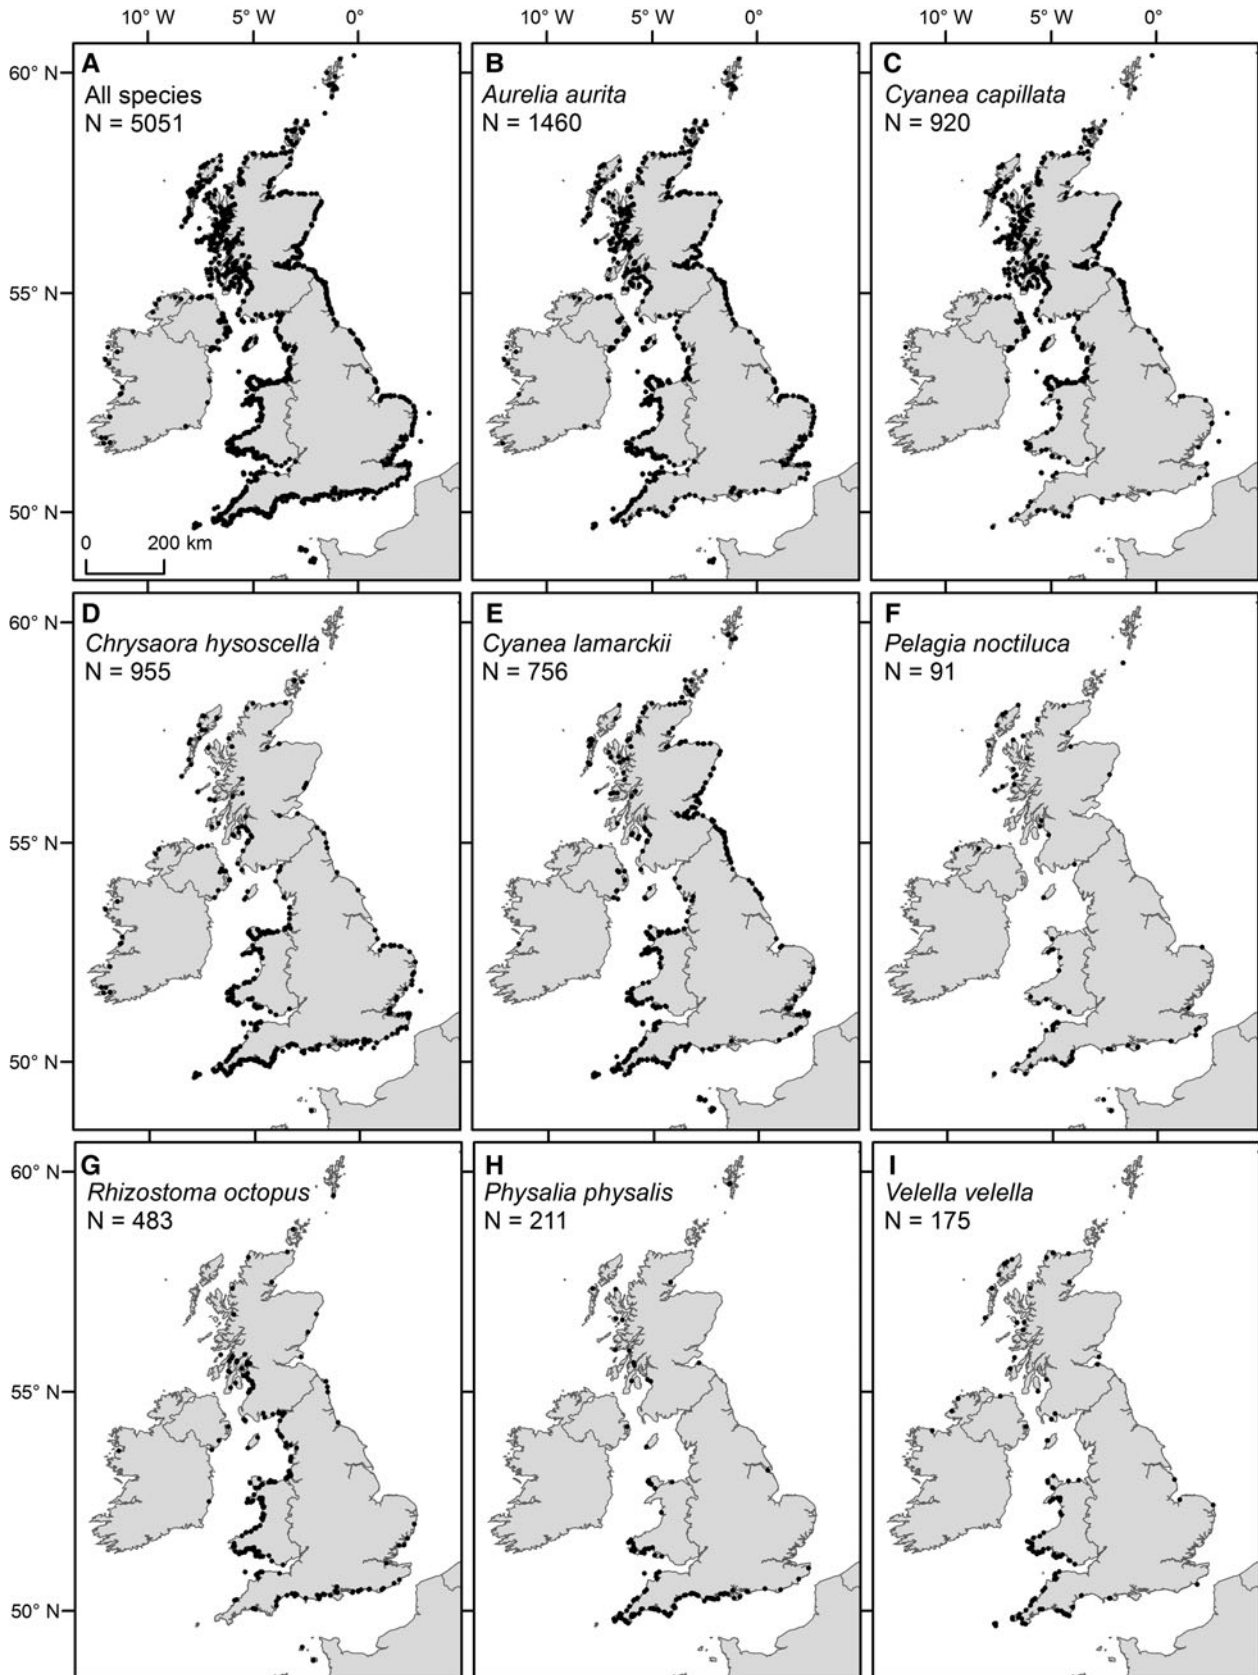 10° W 5° W 0° 10° W 5° W 0° 10° W 5° W 0°
60° N
A
All species
N = 5051
B
Aurelia aurita
N = 1460
C
Cyanea capillata
N = 920
55° N
50° N
0 200 km
60° N
D
Chrysaora hysoscella
N = 955
E
Cyanea lamarckii
N = 756
F
Pelagia noctiluca
N = 91
55° N
50° N
60° N
G
Rhizostoma octopus
N = 483
H
Physalia physalis
N = 211
I
Velella velella
N = 175
55° N
50° N